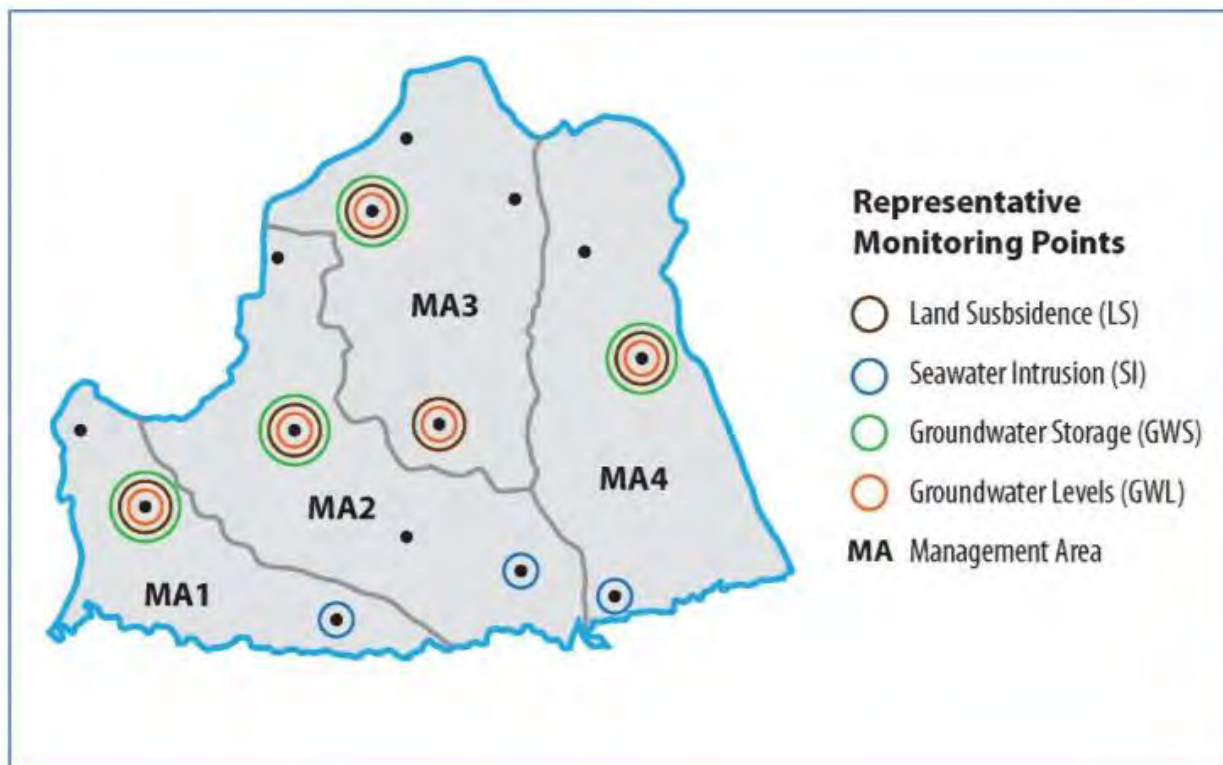 MA3
MA4
MA2
MA1
Representative
Monitoring Points
Land Susbsidence (LS)
Seawater Intrusion (SI)
Groundwater Storage (GWS)
Groundwater Levels (GWL)
MA Management Area